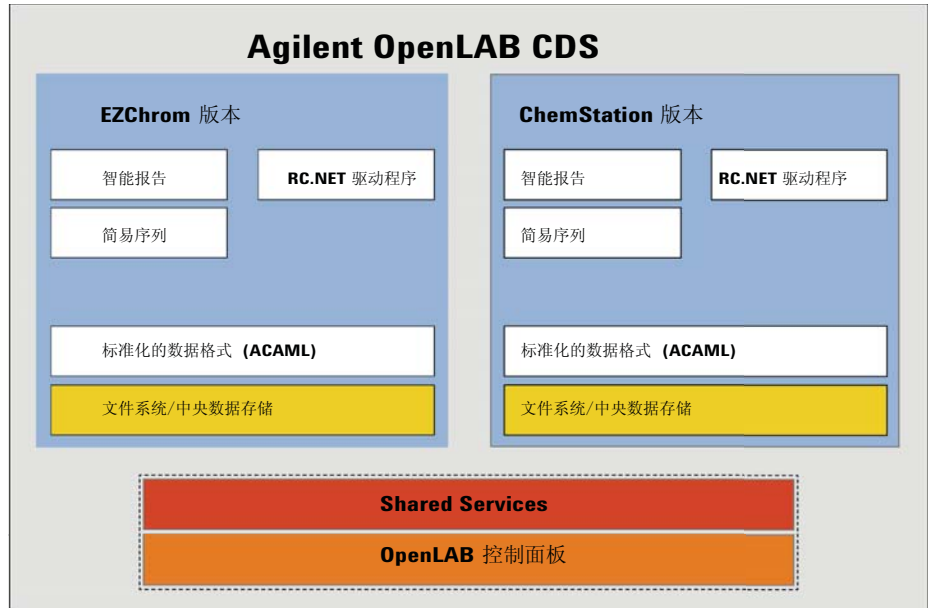 Agilent OpenLAB CDS
EZChrom 版本
智能报告
RC.NET 驱动程序
简易序列
标准化的数据格式 (ACAML)
文件系统/中央数据存储
ChemStation 版本
智能报告
RC.NET 驱动程序
简易序列
标准化的数据格式 (ACAML)
文件系统/中央数据存储
Shared Services
OpenLAB 控制面板